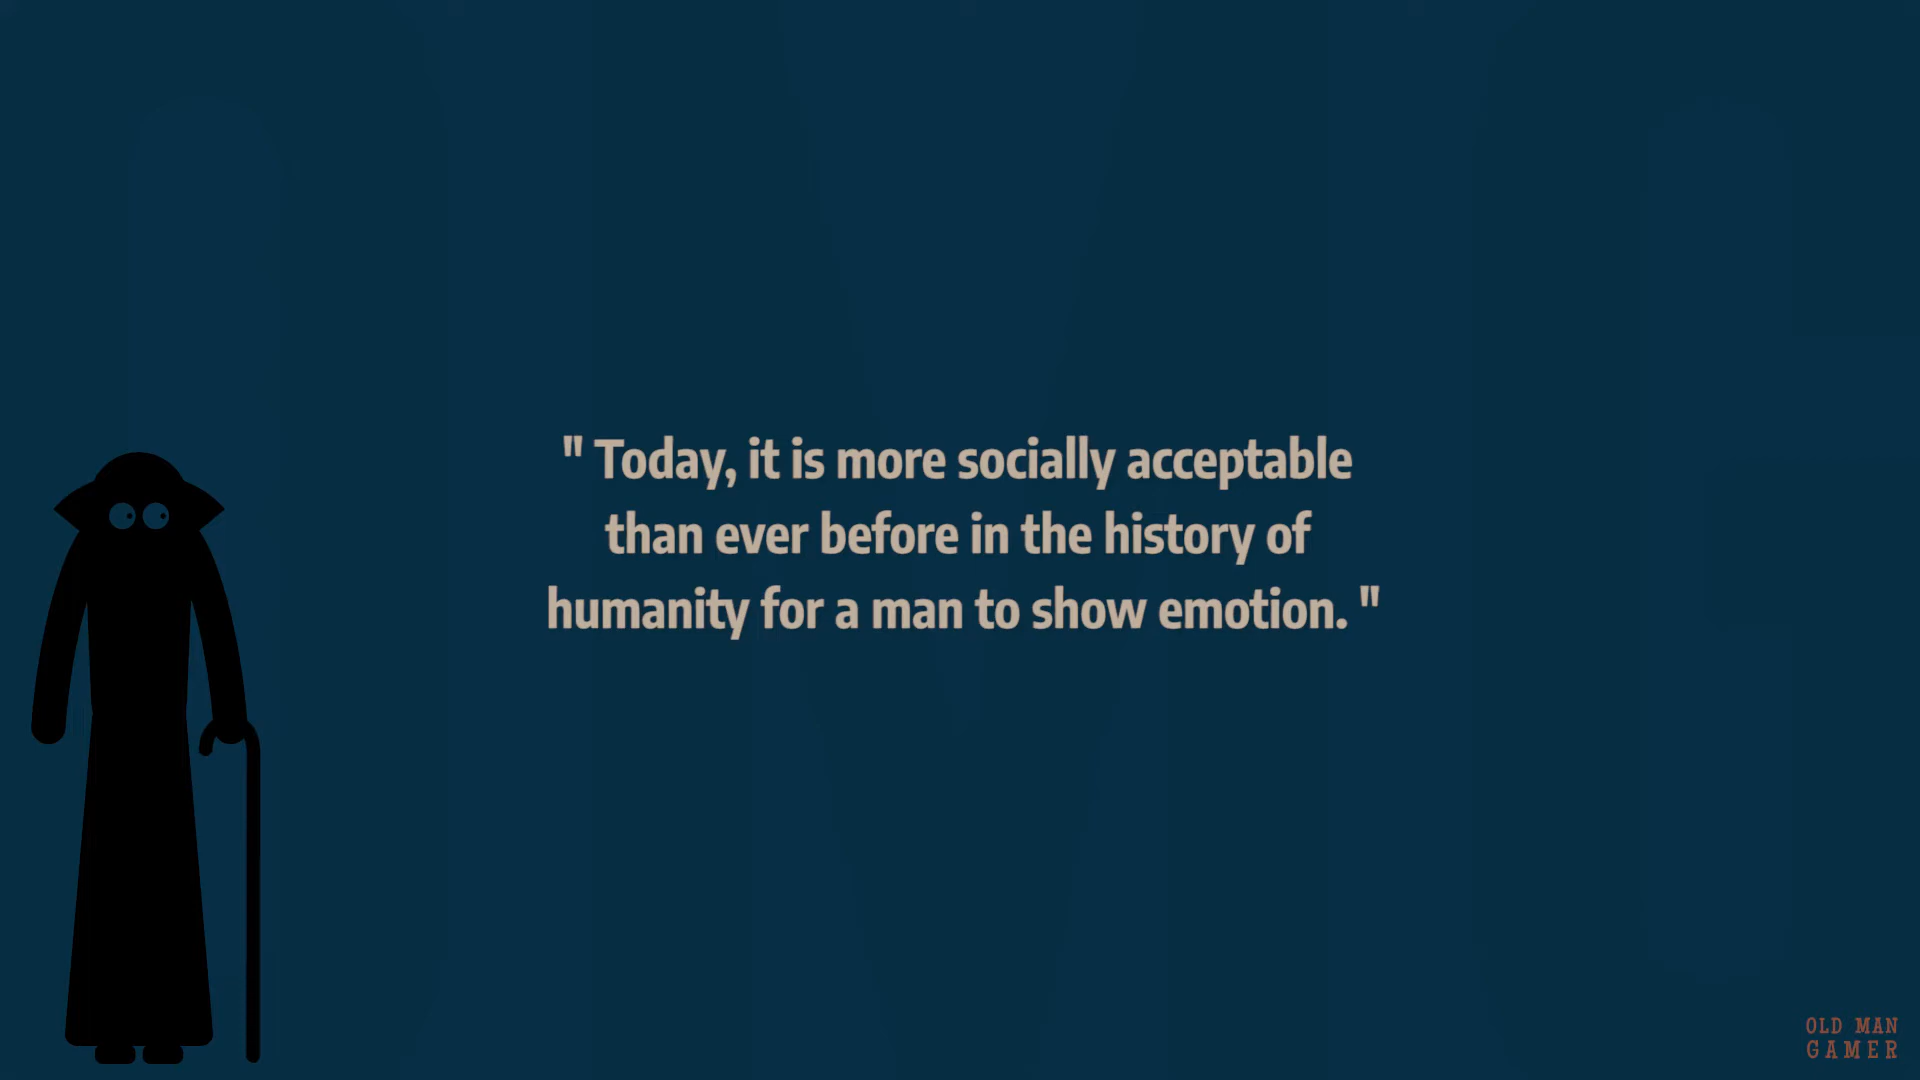 " Today, it is more socially acceptable
than ever before in the history of
humanity for a man to show emotion. "
OLD MAN
GAMER